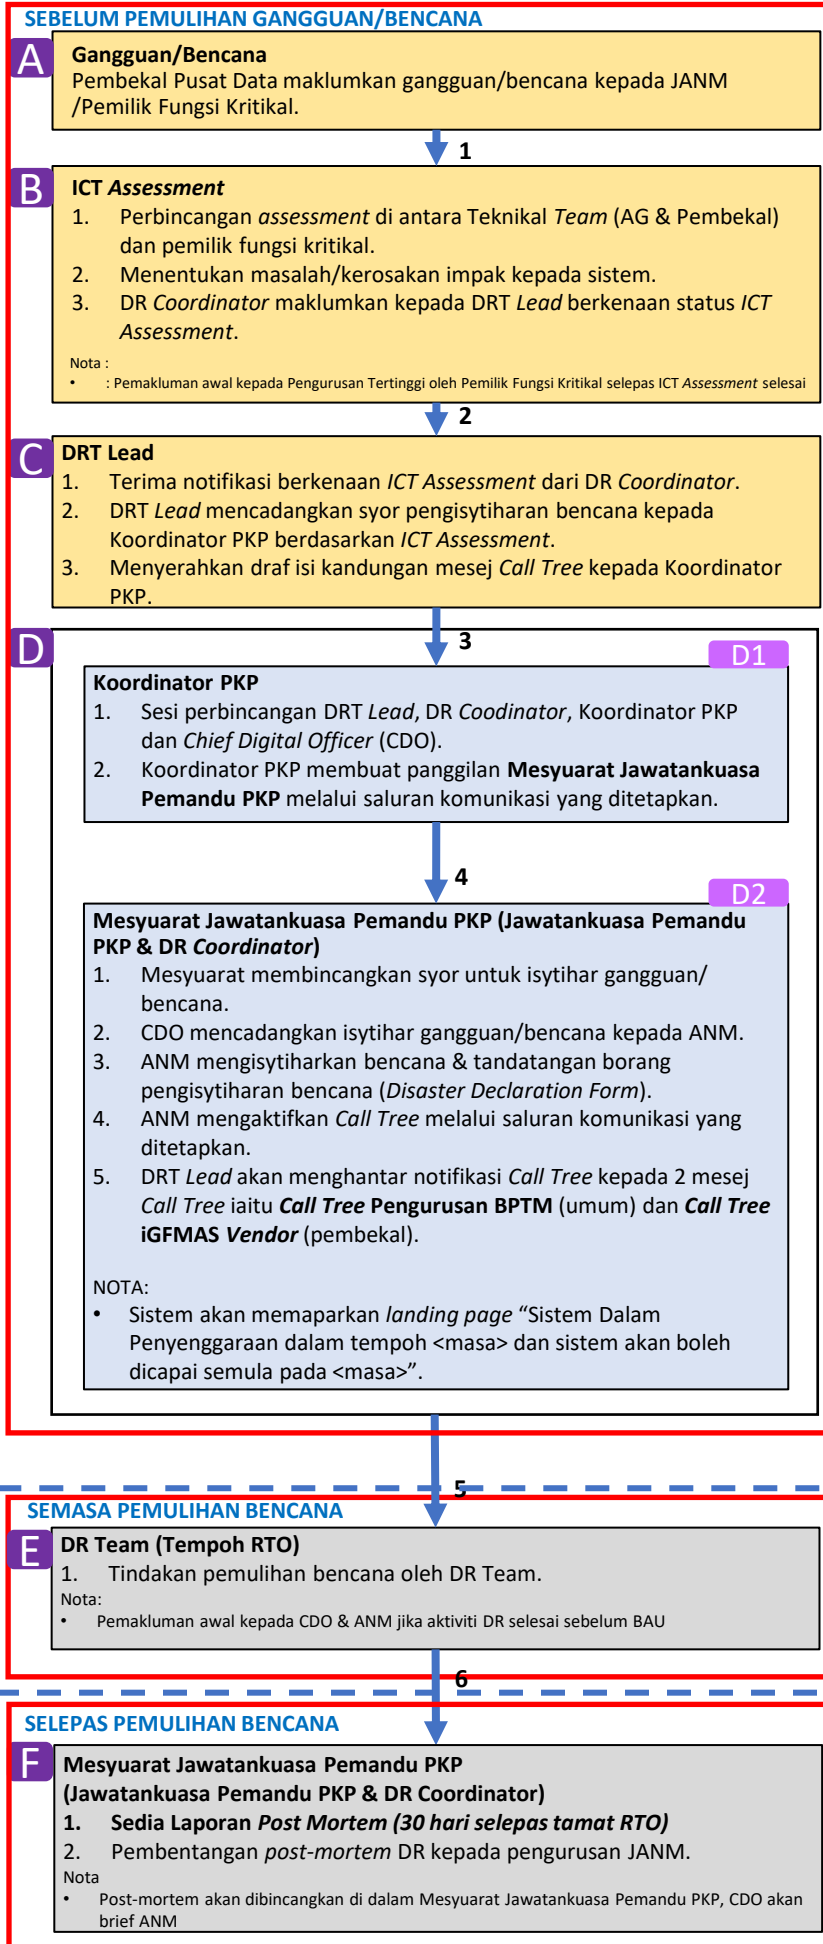 SEBELUM PEMULIHAN GANGGUAN/BENCANA
A
Gangguan/Bencana
Pembekal Pusat Data maklumkan gangguan/bencana kepada JANM
/Pemilik Fungsi Kritikal.
1
B
ICT Assessment
1. Perbincangan assessment di antara Teknikal Team (AG & Pembekal)
dan pemilik fungsi kritikal.
2. Menentukan masalah/kerosakan impak kepada sistem.
3. DR Coordinator maklumkan kepada DRT Lead berkenaan status ICT
Assessment.
Nota :
• : Pemakluman awal kepada Pengurusan Tertinggi oleh Pemilik Fungsi Kritikal selepas ICT Assessment selesai
2
C
DRT Lead
1. Terima notifikasi berkenaan ICT Assessment dari DR Coordinator.
2. DRT Lead mencadangkan syor pengisytiharan bencana kepada
Koordinator PKP berdasarkan ICT Assessment.
3. Menyerahkan draf isi kandungan mesej Call Tree kepada Koordinator
PKP.
3
D
D1
Koordinator PKP
1. Sesi perbincangan DRT Lead, DR Coodinator, Koordinator PKP
dan Chief Digital Officer (CDO).
2. Koordinator PKP membuat panggilan Mesyuarat Jawatankuasa
Pemandu PKP melalui saluran komunikasi yang ditetapkan.
4
D2
Mesyuarat Jawatankuasa Pemandu PKP (Jawatankuasa Pemandu
PKP & DR Coordinator)
1. Mesyuarat membincangkan syor untuk isytihar gangguan/
bencana.
2. CDO mencadangkan isytihar gangguan/bencana kepada ANM.
3. ANM mengisytiharkan bencana & tandatangan borang
pengisytiharan bencana (Disaster Declaration Form).
4. ANM mengaktifkan Call Tree melalui saluran komunikasi yang
ditetapkan.
5. DRT Lead akan menghantar notifikasi Call Tree kepada 2 mesej
Call Tree iaitu Call Tree Pengurusan BPTM (umum) dan Call Tree
iGFMAS Vendor (pembekal).
NOTA:
• Sistem akan memaparkan landing page “Sistem Dalam
Penyenggaraan dalam tempoh <masa> dan sistem akan boleh
dicapai semula pada <masa>”.
5
SEMASA PEMULIHAN BENCANA
E
DR Team (Tempoh RTO)
1. Tindakan pemulihan bencana oleh DR Team.
Nota:
• Pemakluman awal kepada CDO & ANM jika aktiviti DR selesai sebelum BAU
6
SELEPAS PEMULIHAN BENCANA
F
Mesyuarat Jawatankuasa Pemandu PKP
(Jawatankuasa Pemandu PKP & DR Coordinator)
1. Sedia Laporan Post Mortem (30 hari selepas tamat RTO)
2. Pembentangan post-mortem DR kepada pengurusan JANM.
Nota
• Post-mortem akan dibincangkan di dalam Mesyuarat Jawatankuasa Pemandu PKP, CDO akan
brief ANM